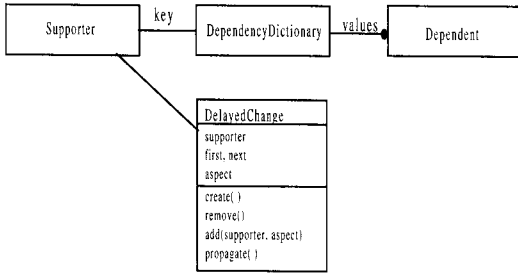 key
Supporter
DependencyDictionary
values
Dependent
DelayedChange
supporter
first, next
aspect
create( )
remove()
add(supporter, aspect)
propagate( )